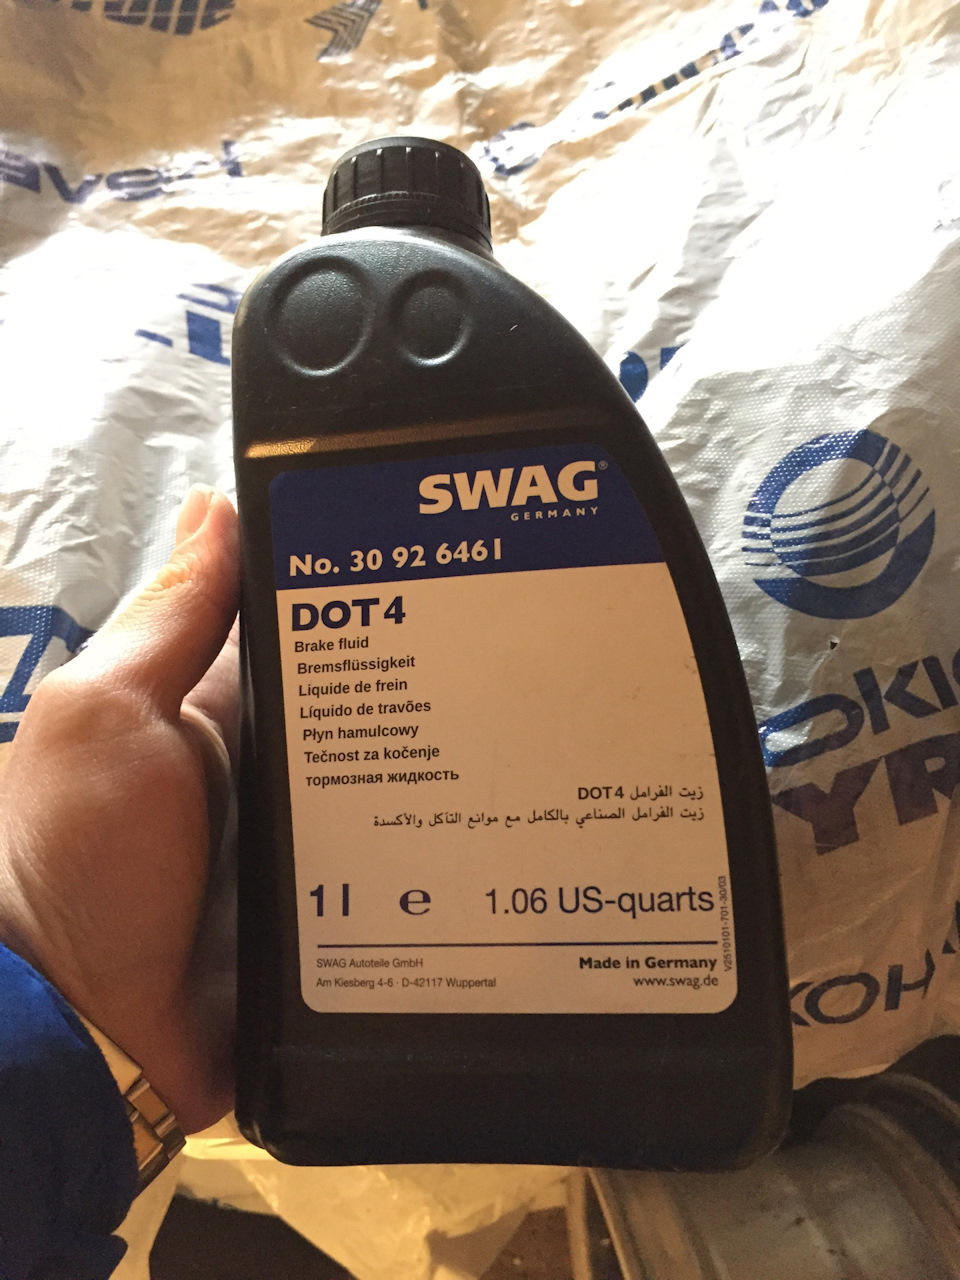 SWAG®
GERMANY
No. 30 92 6461
DOT 4
Brake fluid
Bremsflüssigkeit
Liquide de frein
Líquido de travões
Płyn hamulcowy
Tečnost za kočenje
тормозная жидкость
زيت الفرامل DOT 4
زيت الفرامل الصناعي بالكامل مع موانع التآكل والأكسدة
1 l e 1.06 US-quarts
V2510101-701-30/03
SWAG Autoteile GmbH
Made in Germany
Am Kiesberg 4-6 · D-42117 Wuppertal
www.swag.de